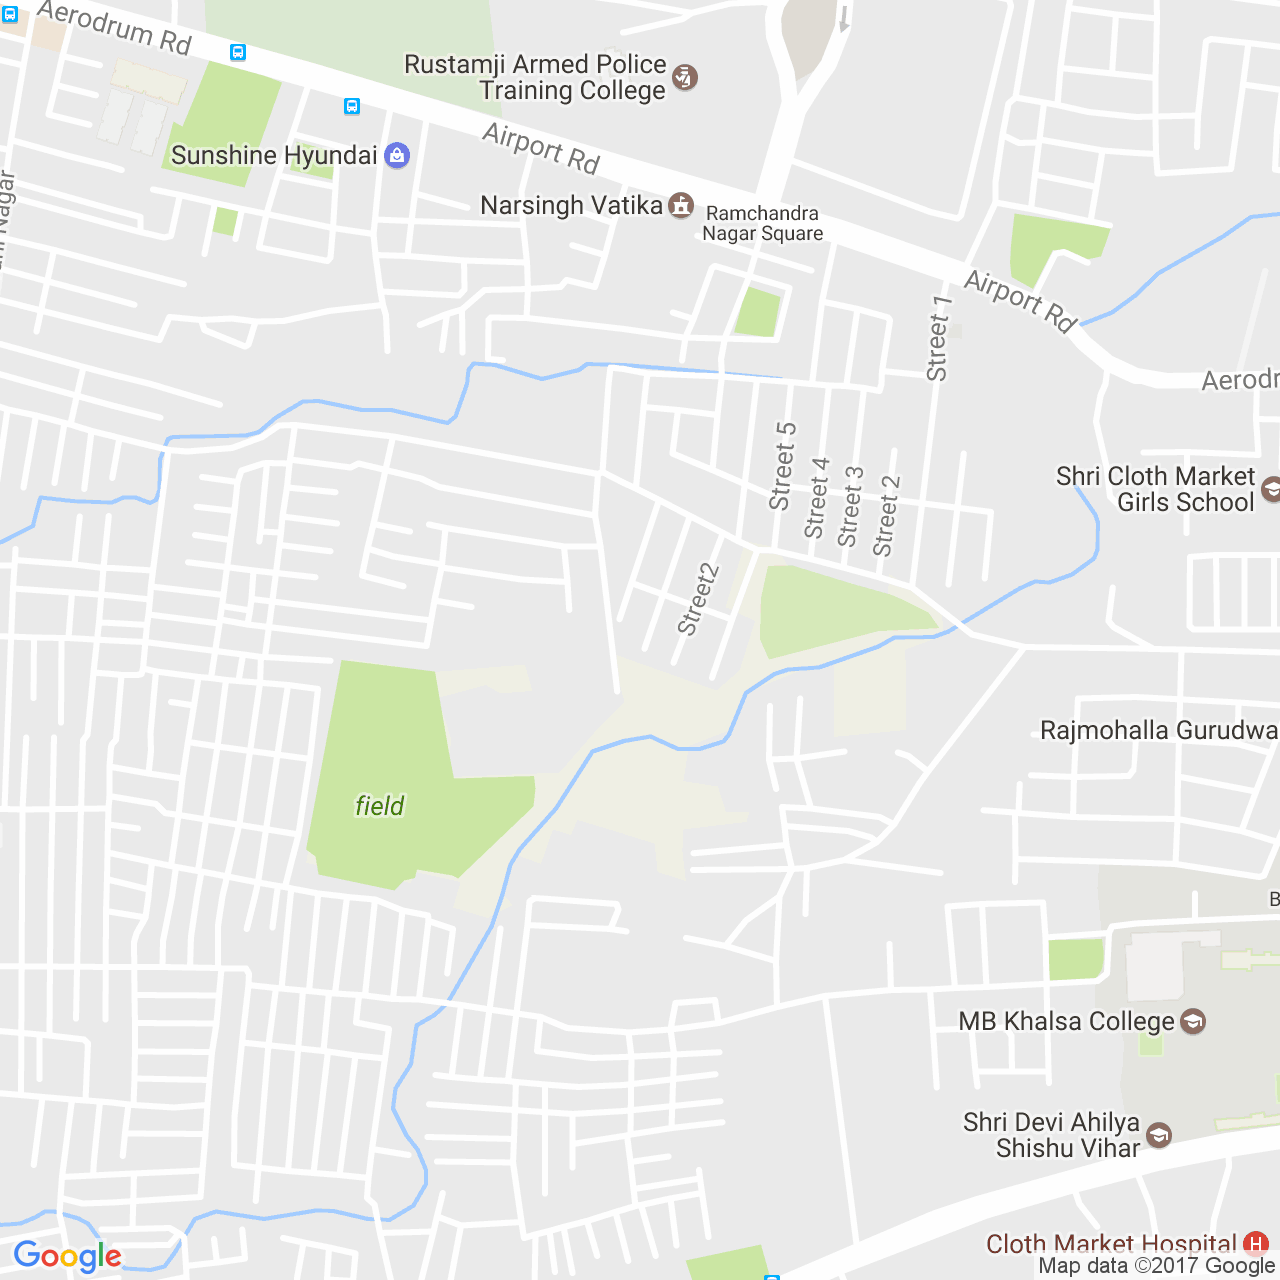 Aerodrum Rd
Rustamji Armed Police
Training College
Airport Rd
Sunshine Hyundai
Narsingh Vatika
Ramchandra
Nagar Square
Nagar
Airport Rd
Street 1
Aerodr
Street 5
Street 4
Street 3
Street 2
Shri Cloth Market
Girls School
Street2
Rajmohalla Gurudwa
field
B
MB Khalsa College
Shri Devi Ahilya
Shishu Vihar
Cloth Market Hospital
H
Google
Map data ©2017 Google